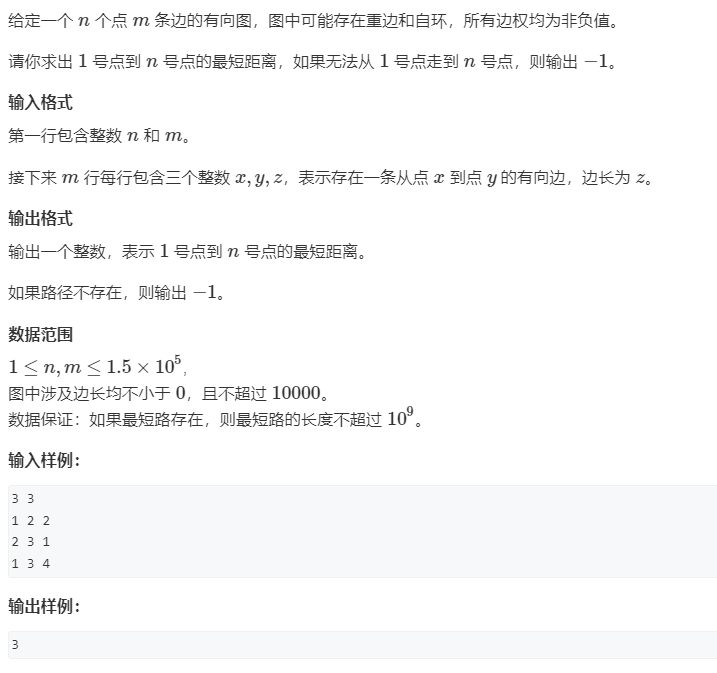 给定一个 n 个点 m 条边的有向图，图中可能存在重边和自环，所有边权均为非负值。
请你求出 1 号点到 n 号点的最短距离，如果无法从 1 号点走到 n 号点，则输出 −1。
输入格式
第一行包含整数 n 和 m。
接下来 m 行每行包含三个整数 x, y, z，表示存在一条从点 x 到点 y 的有向边，边长为 z。
输出格式
输出一个整数，表示 1 号点到 n 号点的最短距离。
如果路径不存在，则输出 −1。
数据范围
1 ≤ n, m ≤ 1.5 × 10⁵,
图中涉及边长均不小于 0，且不超过 10000。
数据保证：如果最短路存在，则最短路的长度不超过 10⁹。
输入样例：
3 3
1 2 2
2 3 1
1 3 4
输出样例：
3